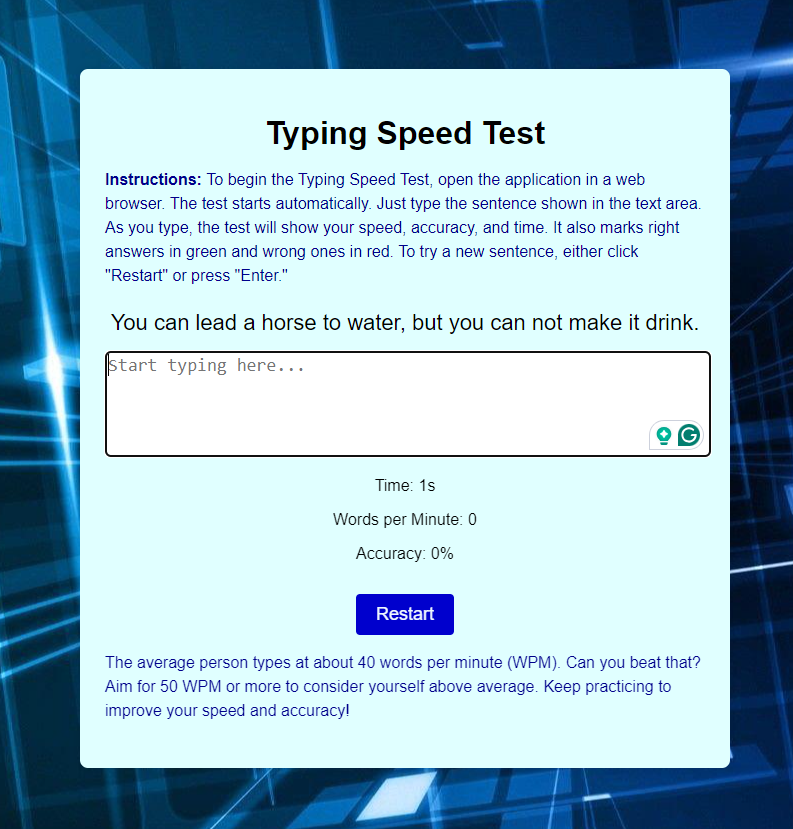 Typing Speed Test
Instructions: To begin the Typing Speed Test, open the application in a web
browser. The test starts automatically. Just type the sentence shown in the text area.
As you type, the test will show your speed, accuracy, and time. It also marks right
answers in green and wrong ones in red. To try a new sentence, either click
"Restart" or press "Enter."
You can lead a horse to water, but you can not make it drink.
Start typing here...
Time: 1s
Words per Minute: 0
Accuracy: 0%
Restart
The average person types at about 40 words per minute (WPM). Can you beat that?
Aim for 50 WPM or more to consider yourself above average. Keep practicing to
improve your speed and accuracy!